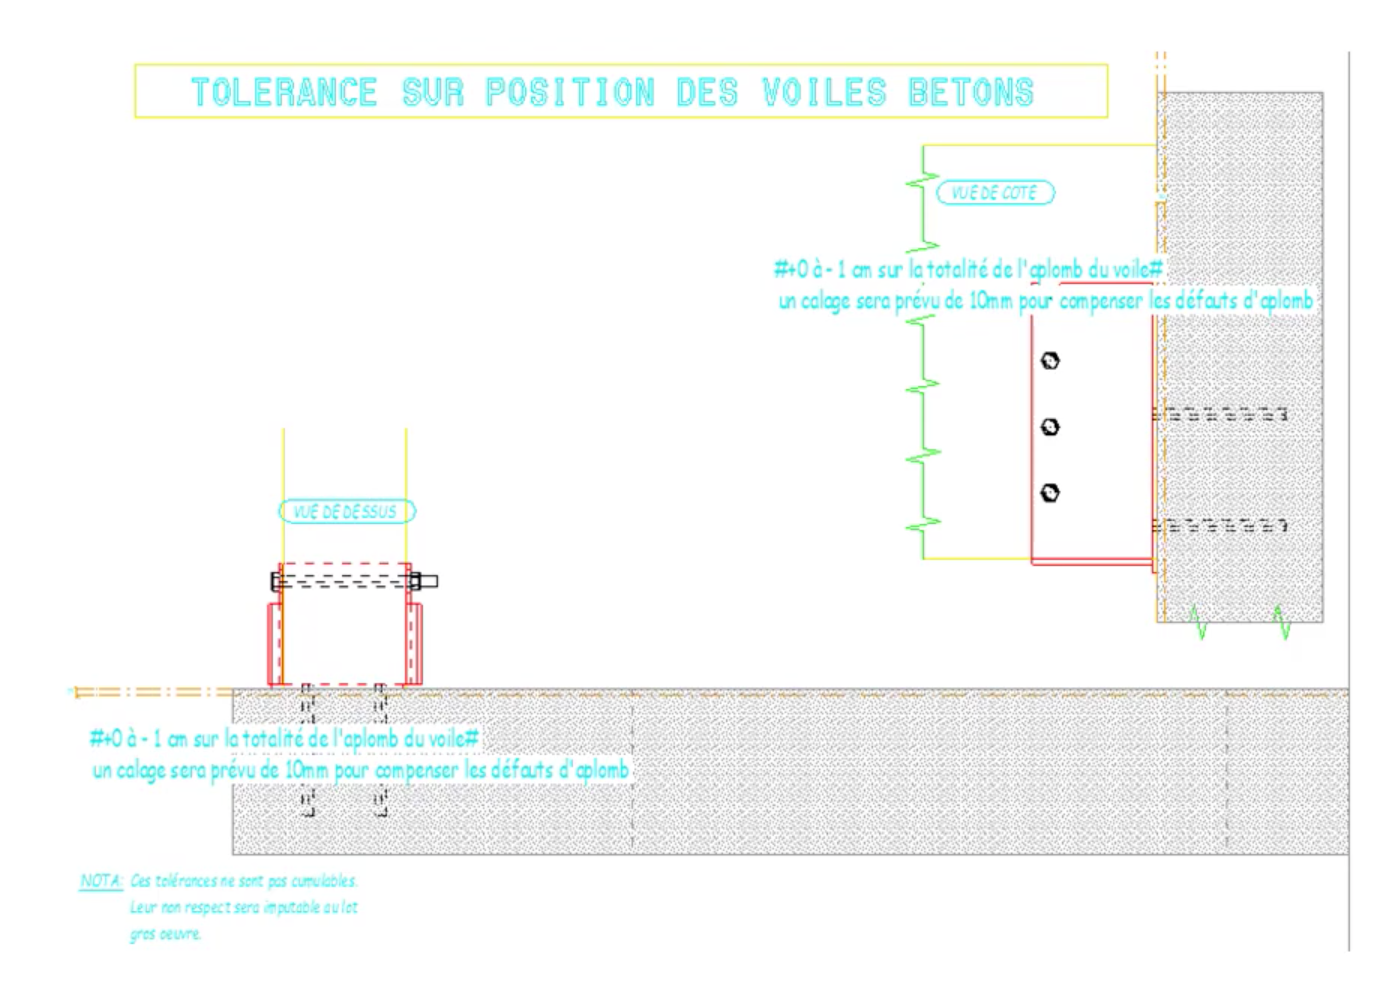 TOLERANCE SUR POSITION DES VOILES BETONS
VUE DE COTE
#+0 à - 1 cm sur la totalité de l'aplomb du voile#
un calage sera prévu de 10mm pour compenser les défauts d'aplomb
VUE DE DESSUS
#+0 à - 1 cm sur la totalité de l'aplomb du voile#
un calage sera prévu de 10mm pour compenser les défauts d'aplomb
NOTA: Ces tolérances ne sont pas cumulables.
Leur non respect sera imputable au lot
gros oeuvre.